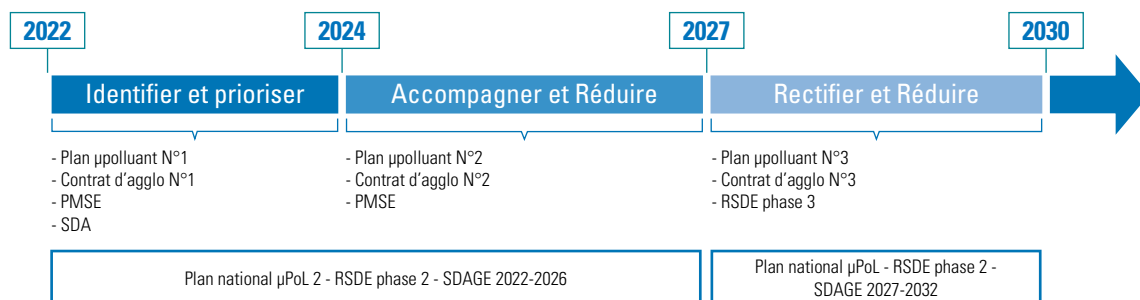 2022
2024
2027
2030
Identifier et prioriser
Accompagner et Réduire
Rectifier et Réduire
- Plan µpolluant N°1
- Contrat d'agglo N°1
- PMSE
- SDA
- Plan µpolluant N°2
- Contrat d'agglo N°2
- PMSE
- Plan µpolluant N°3
- Contrat d'agglo N°3
- RSDE phase 3
Plan national µPoL 2 - RSDE phase 2 - SDAGE 2022-2026
Plan national µPoL - RSDE phase 2 -
SDAGE 2027-2032